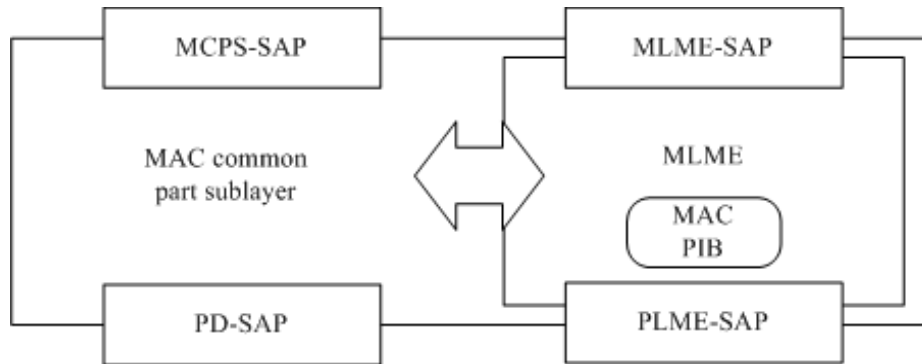 MCPS-SAP
MLME-SAP
MAC common
part sublayer
MLME
MAC
PIB
PD-SAP
PLME-SAP